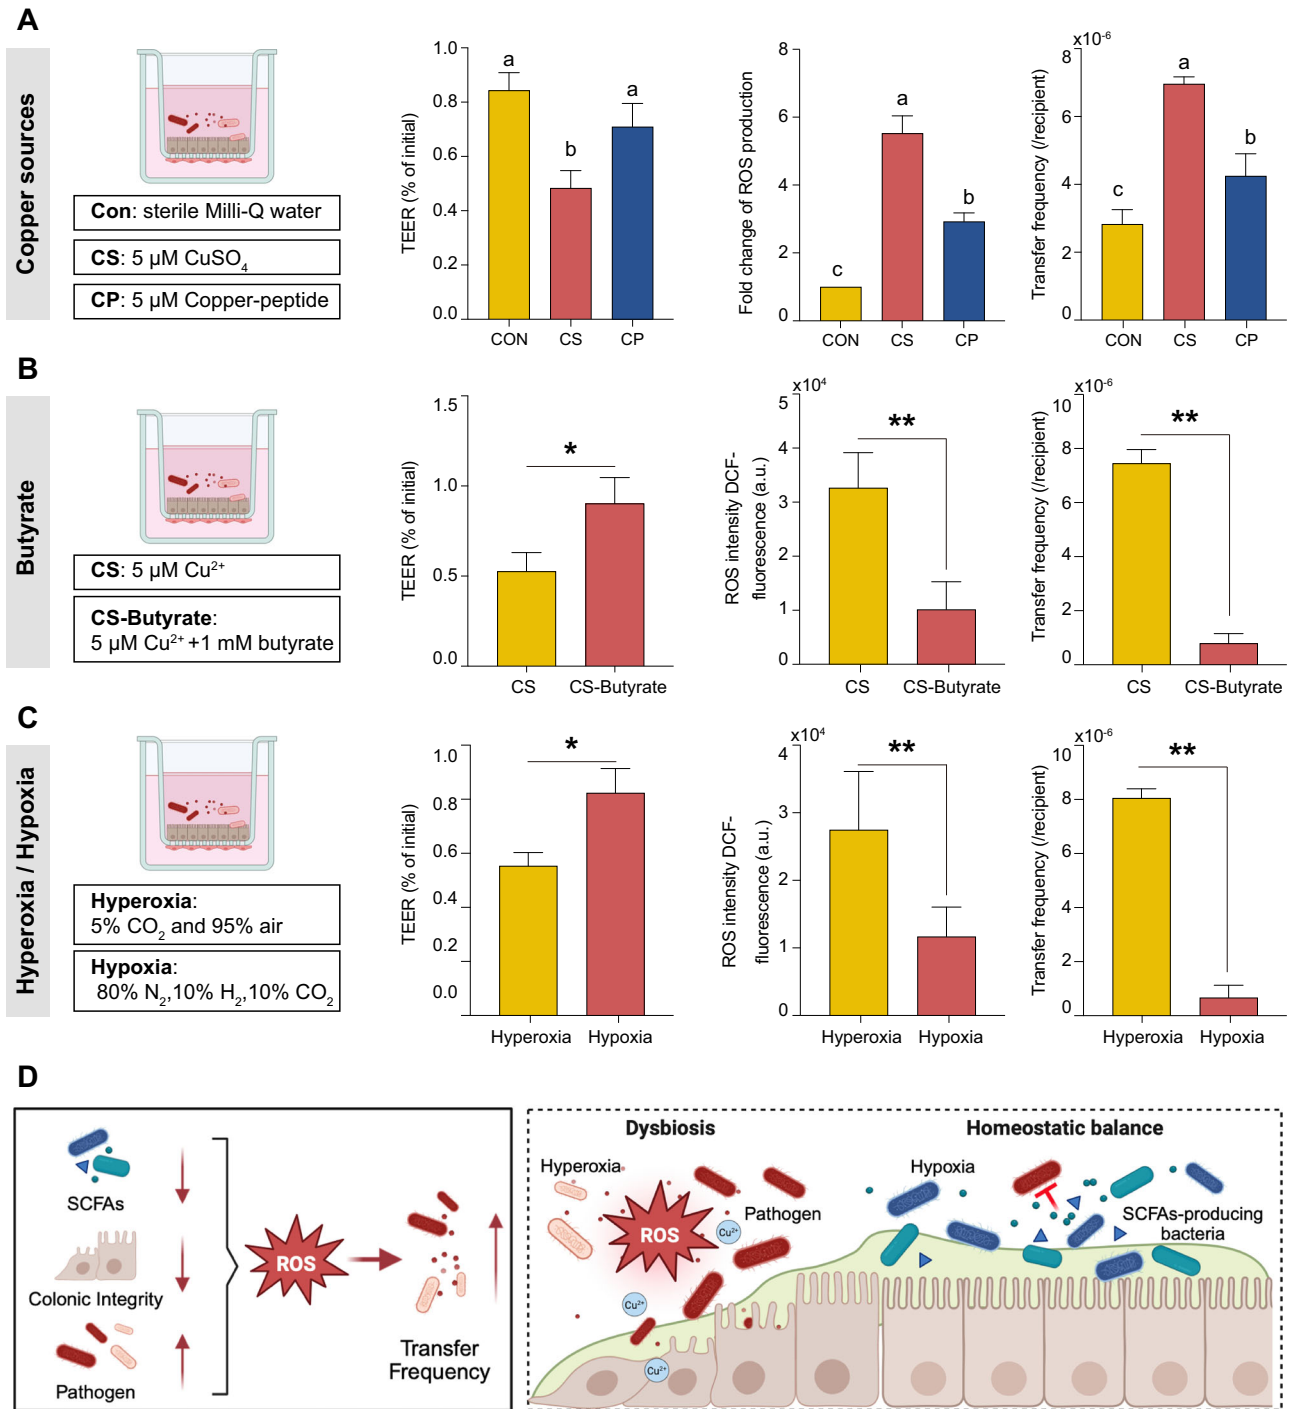 A
Copper sources
Con: sterile Milli-Q water
CS: 5 µM CuSO4
CP: 5 µM Copper-peptide
TEER (% of initial)
1.0
0.8
0.6
0.4
0.2
0.0
a
b
a
CON CS CP
Fold change of ROS production
8
6
4
2
0
c
a
b
CON CS CP
Transfer frequency (/recipient)
x10-6
8
6
4
2
0
c
a
b
CON CS CP
B
Butyrate
CS: 5 µM Cu2+
CS-Butyrate:
5 µM Cu2+ +1 mM butyrate
TEER (% of initial)
1.5
1.0
0.5
0.0
*
CS CS-Butyrate
ROS intensity DCF-
fluorescence (a.u.)
x104
5
4
3
2
1
0
**
CS CS-Butyrate
Transfer frequency (/recipient)
x10-6
10
8
6
2
0
**
CS CS-Butyrate
C
Hyperoxia / Hypoxia
Hyperoxia:
5% CO2 and 95% air
Hypoxia:
80% N2,10% H2,10% CO2
TEER (% of initial)
1.0
0.8
0.6
0.4
0.2
0.0
*
Hyperoxia Hypoxia
ROS intensity DCF-
fluorescence (a.u.)
x104
4
3
2
1
0
**
Hyperoxia Hypoxia
Transfer frequency (/recipient)
x10-6
10
8
6
4
2
0
**
Hyperoxia Hypoxia
D
SCFAs
Colonic Integrity
Pathogen
ROS
Transfer
Frequency
Dysbiosis
Homeostatic balance
Hyperoxia
Hypoxia
ROS
Pathogen
Cu2+
Cu2+
Cu2+
SCFAs-producing
bacteria